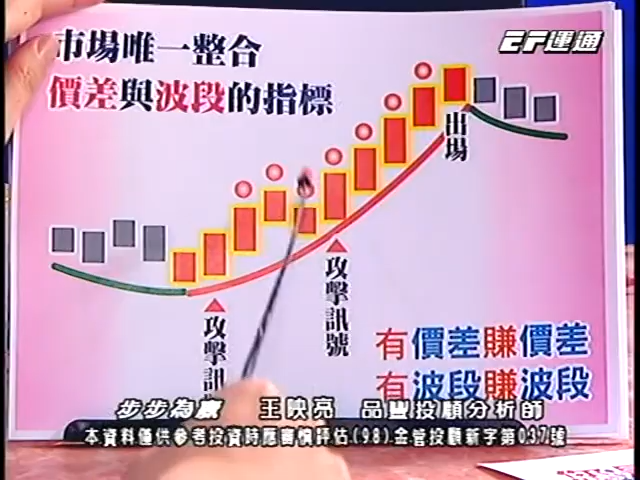 市場唯一整合
價差與波段的指標
EF運通
出場
攻擊訊號
攻擊訊
有價差賺價差
有波段賺波段
步步為贏 王映亮 品豐投顧分析師
本資料僅供參考投資時應審慎評估(98)金管投顧新字第037號